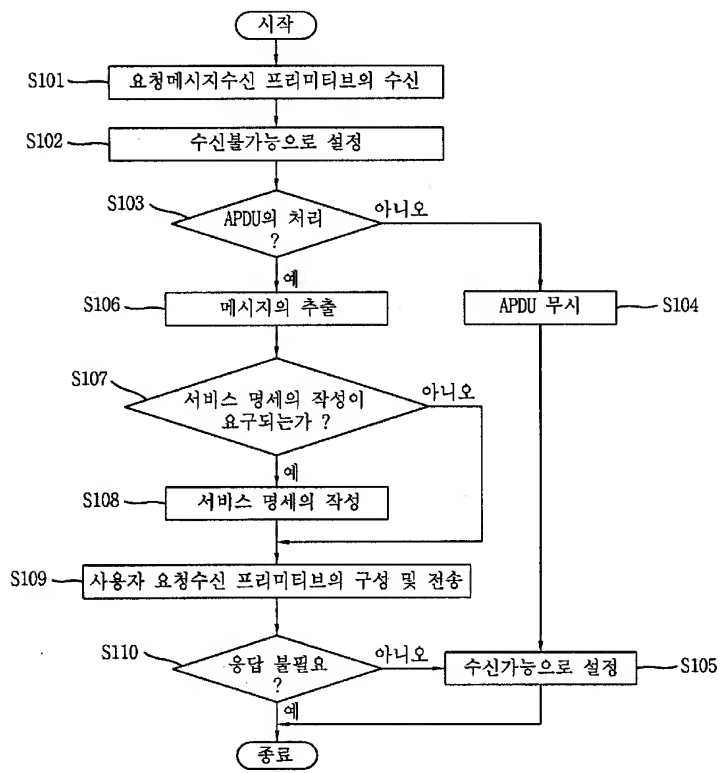 시작
S101
요청메시지수신 프리미티브의 수신
S102
수신불가능으로 설정
S103
APDU의 처리
?
아니오
예
S106
메시지의 추출
APDU 무시
S104
S107
서비스 명세의 작성이
요구되는가 ?
아니오
예
S108
서비스 명세의 작성
S109
사용자 요청수신 프리미티브의 구성 및 전송
S110
응답 불필요
?
아니오
수신가능으로 설정
S105
예
종료